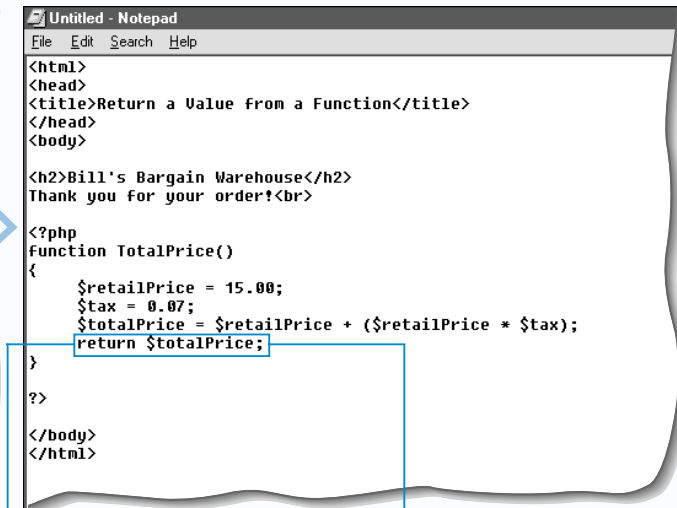 Untitled - Notepad
File Edit Search Help
<html>
<head>
<title>Return a Value from a Function</title>
</head>
<body>
<h2>Bill's Bargain Warehouse</h2>
Thank you for your order!<br>
<?php
function TotalPrice()
{
$retailPrice = 15.00;
$tax = 0.07;
$totalPrice = $retailPrice + ($retailPrice * $tax);
return $totalPrice;
}
?>
</body>
</html>